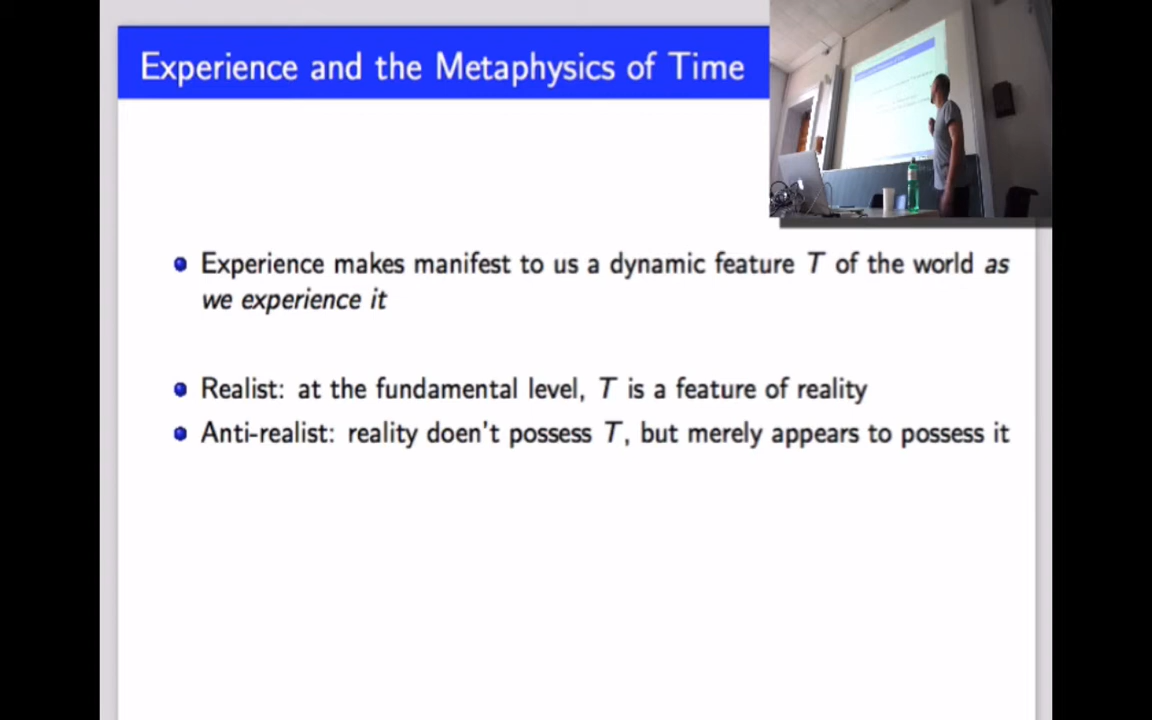 Experience and the Metaphysics of Time
Experience makes manifest to us a dynamic feature T of the world as
we experience it
Realist: at the fundamental level, T is a feature of reality
Anti-realist: reality doen't possess T, but merely appears to possess it